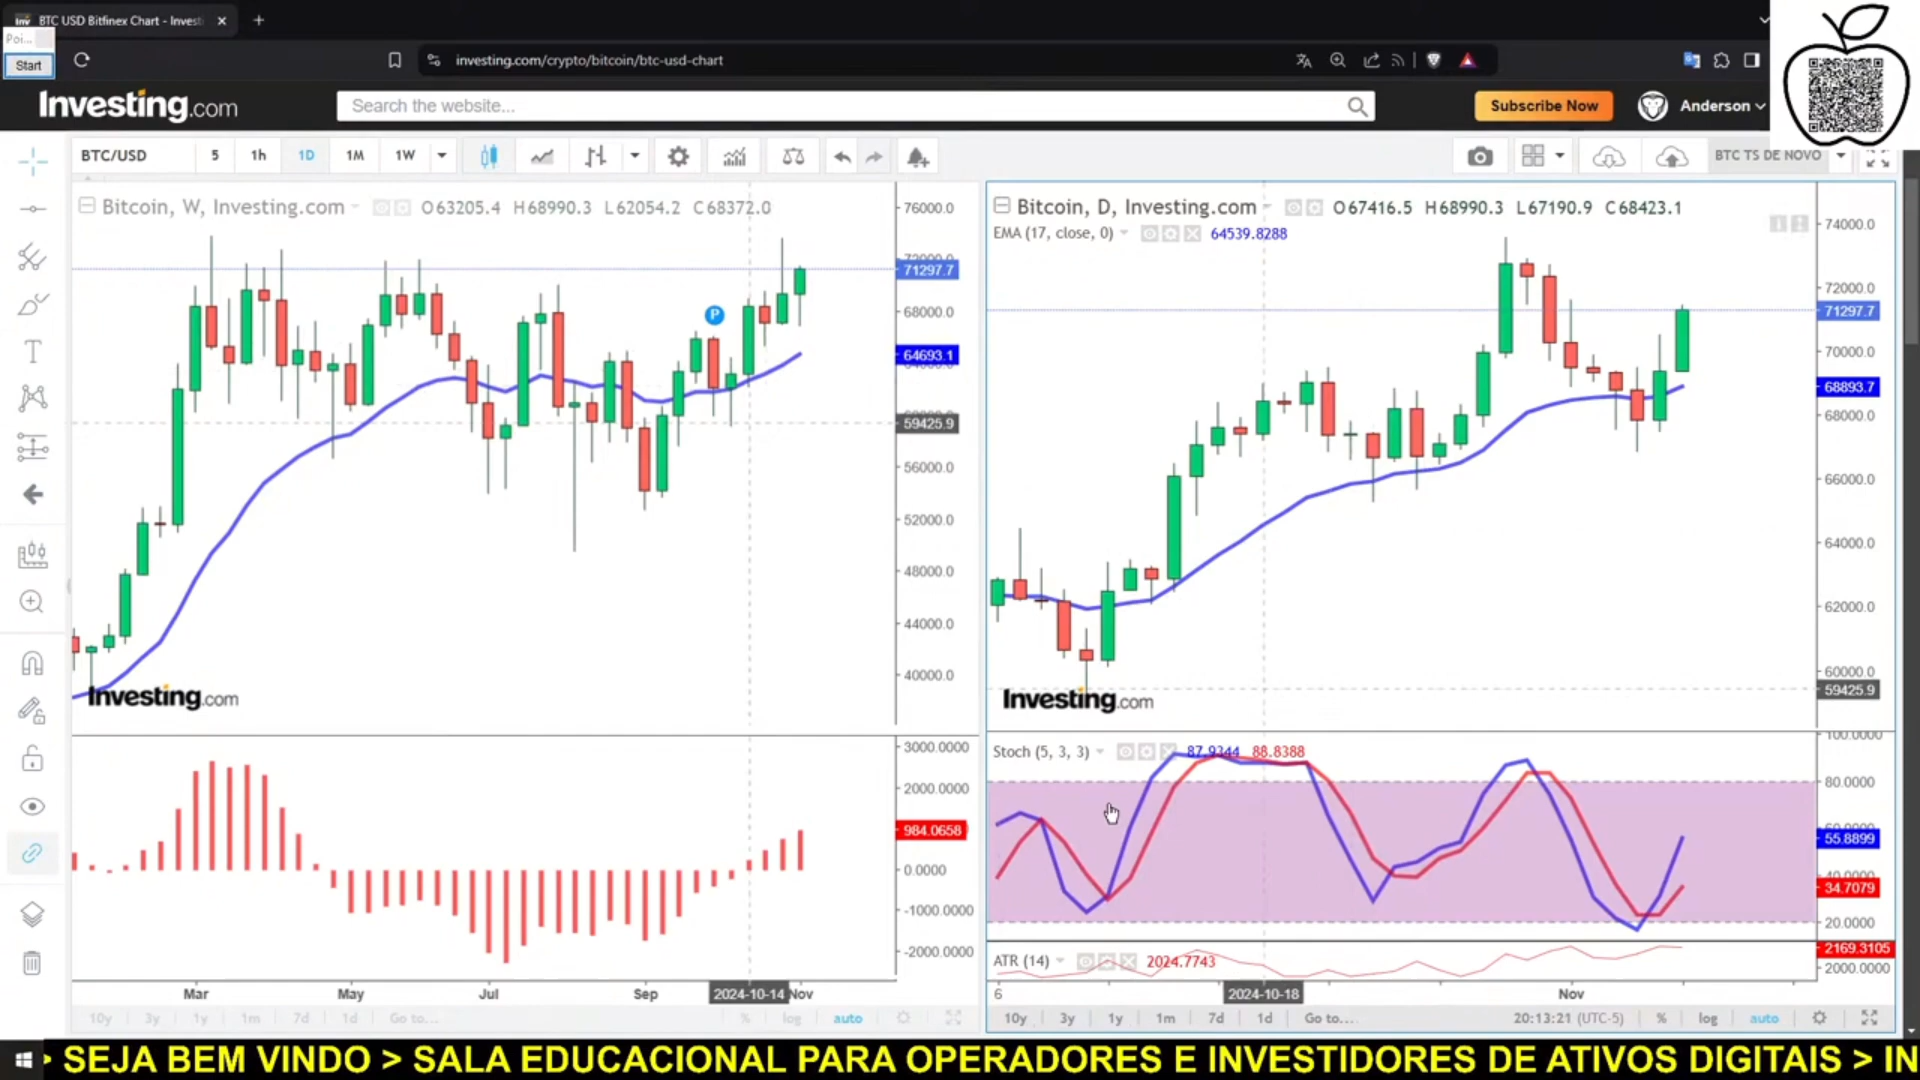 BTC USD Bitfinex Chart - Invest
Poi...
Start
investing.com/crypto/bitcoin/btc-usd-chart
Investing.com
Search the website...
Subscribe Now
Anderson
BTC/USD 5 1h 1D 1M 1W
BTC TS DE NOVO
Bitcoin, W, Investing.com O63205.4 H68990.3 L62054.2 C68372.0
76000.0
71297.7
68000.0
64693.1
59425.9
56000.0
52000.0
48000.0
44000.0
40000.0
P
Investing.com
3000.0000
2000.0000
984.0658
0.0000
-1000.0000
-2000.0000
Mar May Jul Sep 2024-10-14 Nov
10y 3y 1y 1m 7d 1d Go to... % log auto
Bitcoin, D, Investing.com O67416.5 H68990.3 L67190.9 C68423.1
EMA (17, close, 0) 64539.8288
74000.0
72000.0
71297.7
70000.0
68893.7
68000.0
66000.0
64000.0
62000.0
60000.0
59425.9
Investing.com
Stoch (5, 3, 3) 87.9344 88.8388
100.0000
80.0000
55.8899
40.0000
34.7079
20.0000
ATR (14) 2024.7743
2169.3105
2000.0000
6 2024-10-18 Nov
10y 3y 1y 1m 7d 1d Go to... 20:13:21 (UTC-5) % log auto
> SEJA BEM VINDO > SALA EDUCACIONAL PARA OPERADORES E INVESTIDORES DE ATIVOS DIGITAIS > IN